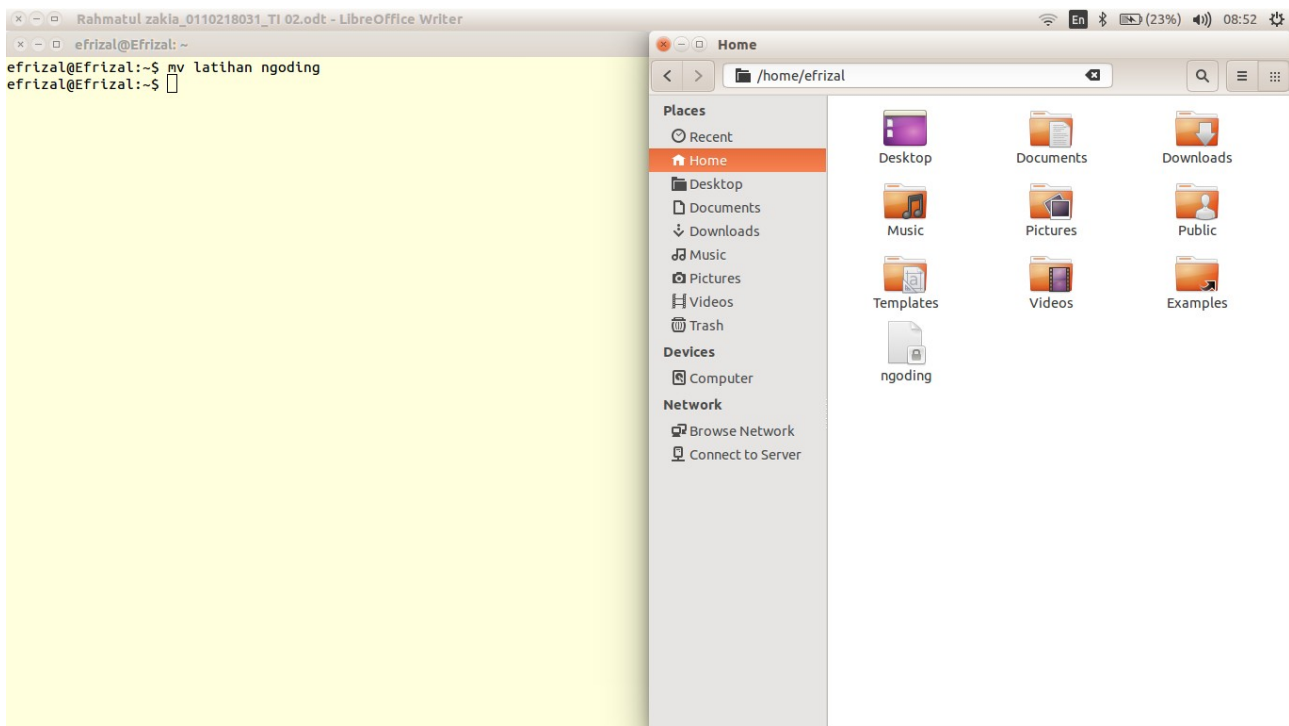 Rahmatul zakia_0110218031_TI 02.odt - LibreOffice Writer
En (23%) 08:52
efrizal@Efrizal: ~
efrizal@Efrizal:~$ mv latihan ngoding
efrizal@Efrizal:~$
Home
/home/efrizal
Places
Recent
Home
Desktop
Documents
Downloads
Music
Pictures
Videos
Trash
Devices
Computer
Network
Browse Network
Connect to Server
Desktop Documents Downloads
Music Pictures Public
Templates Videos Examples
ngoding